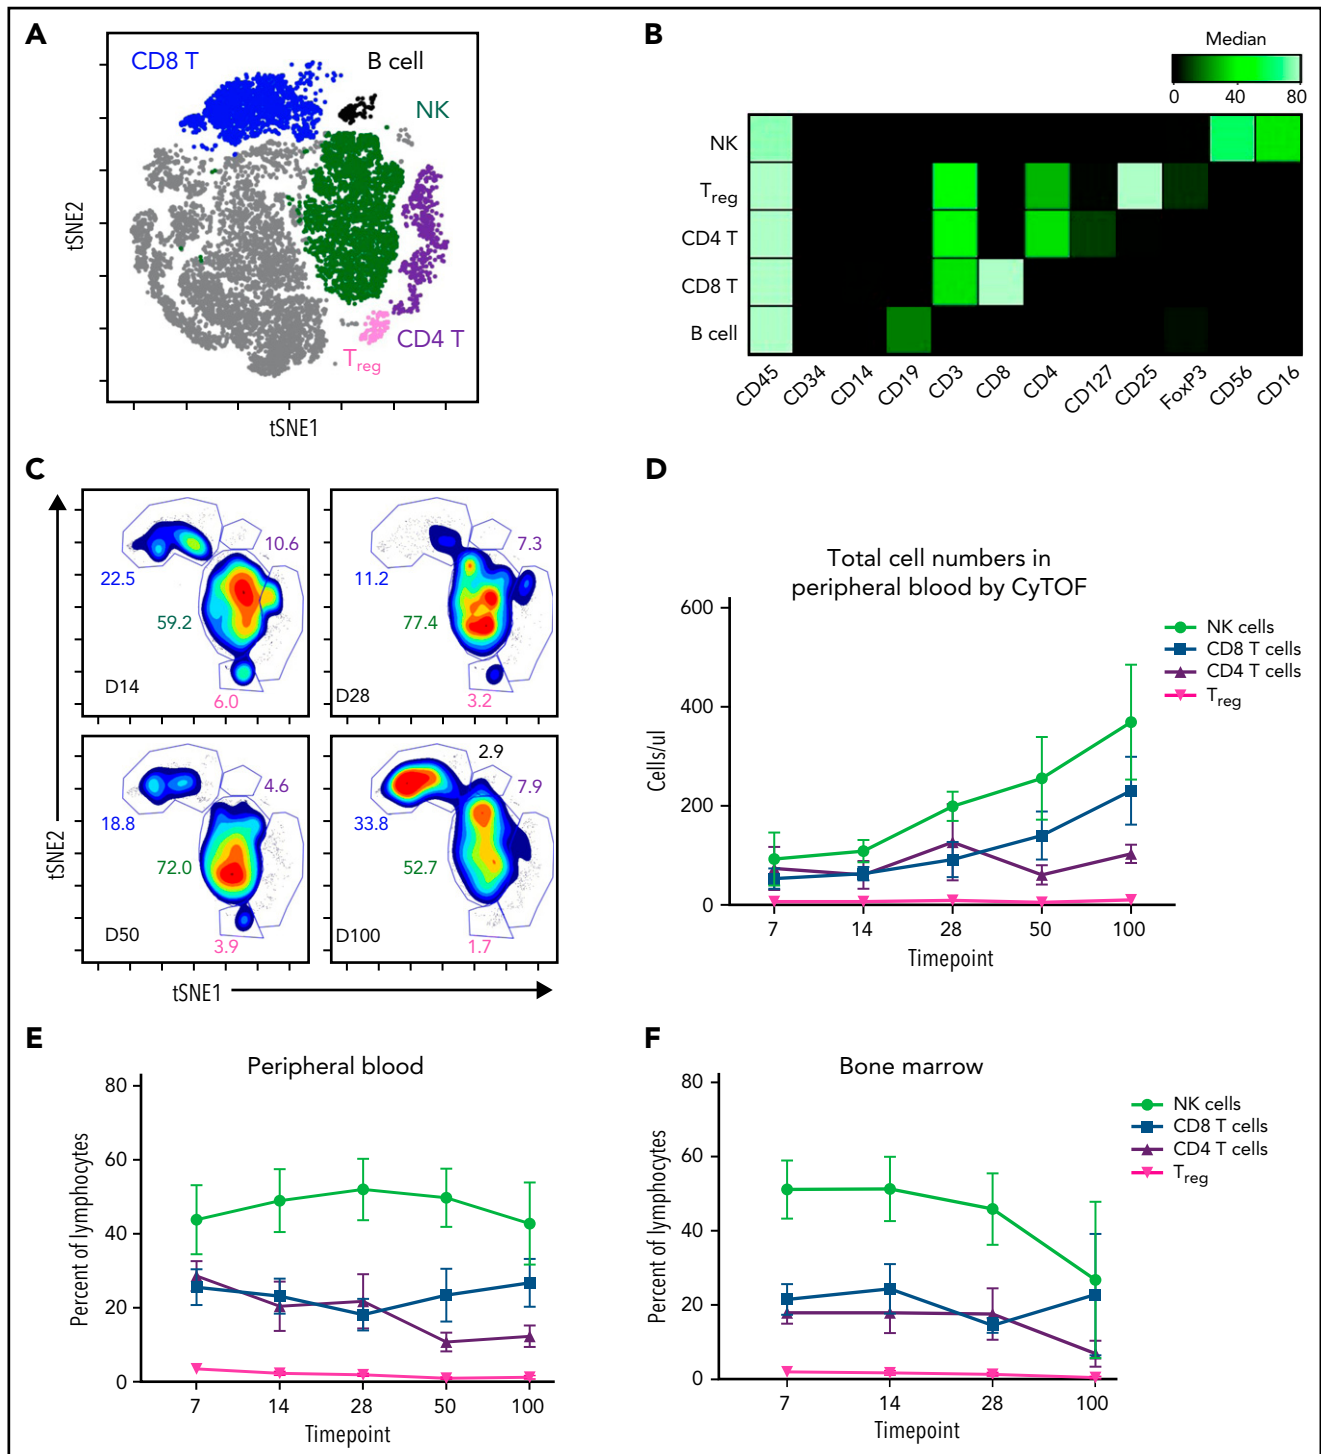 A
CD8 T
B cell
NK
CD4 T
Treg
tSNE2
tSNE1
B
Median
0 40 80
NK
Treg
CD4 T
CD8 T
B cell
CD45 CD34 CD14 CD19 CD3 CD8 CD4 CD127 CD25 FoxP3 CD56 CD16
C
10.6
22.5
59.2
D14
6.0
7.3
11.2
77.4
D28
3.2
4.6
18.8
72.0
D50
3.9
2.9
7.9
33.8
52.7
D100
1.7
tSNE2
tSNE1
D
Total cell numbers in
peripheral blood by CyTOF
600
400
200
0
Cells/ul
7 14 28 50 100
Timepoint
NK cells
CD8 T cells
CD4 T cells
Treg
E
Peripheral blood
80
60
40
20
0
Percent of lymphocytes
7 14 28 50 100
Timepoint
F
Bone marrow
80
60
40
20
0
Percent of lymphocytes
7 14 28 100
Timepoint
NK cells
CD8 T cells
CD4 T cells
Treg